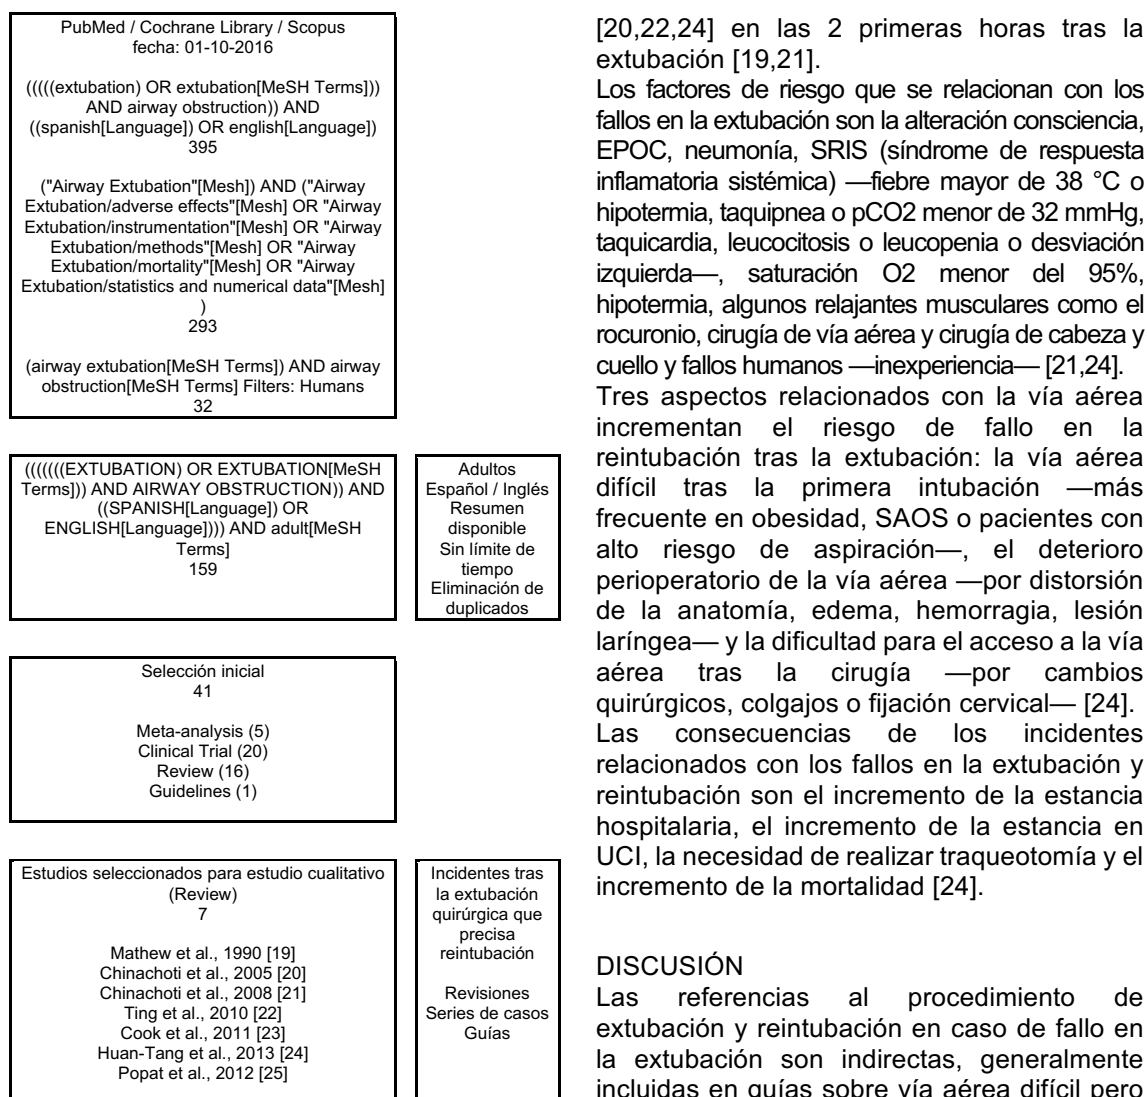 PubMed / Cochrane Library / Scopus
fecha: 01-10-2016
(((((extubation) OR extubation[MeSH Terms]))
AND airway obstruction)) AND
((spanish[Language]) OR english[Language])
395
("Airway Extubation"[Mesh]) AND ("Airway
Extubation/adverse effects"[Mesh] OR "Airway
Extubation/instrumentation"[Mesh] OR "Airway
Extubation/methods"[Mesh] OR "Airway
Extubation/mortality"[Mesh] OR "Airway
Extubation/statistics and numerical data"[Mesh]
)
293
(airway extubation[MeSH Terms]) AND airway
obstruction[MeSH Terms] Filters: Humans
32
(((((((EXTUBATION) OR EXTUBATION[MeSH
Terms])) AND AIRWAY OBSTRUCTION)) AND
((SPANISH[Language]) OR
ENGLISH[Language]))) AND adult[MeSH
Terms]
159
Adultos
Español / Inglés
Resumen
disponible
Sin límite de
tiempo
Eliminación de
duplicados
Selección inicial
41
Meta-analysis (5)
Clinical Trial (20)
Review (16)
Guidelines (1)
Estudios seleccionados para estudio cualitativo
(Review)
7
Mathew et al., 1990 [19]
Chinachoti et al., 2005 [20]
Chinachoti et al., 2008 [21]
Ting et al., 2010 [22]
Cook et al., 2011 [23]
Huan-Tang et al., 2013 [24]
Popat et al., 2012 [25]
Incidentes tras
la extubación
quirúrgica que
precisa
reintubación
Revisiones
Series de casos
Guías
[20,22,24] en las 2 primeras horas tras la
extubación [19,21].
Los factores de riesgo que se relacionan con los
fallos en la extubación son la alteración consciencia,
EPOC, neumonía, SRIS (síndrome de respuesta
inflamatoria sistémica) —fiebre mayor de 38 °C o
hipotermia, taquipnea o pCO2 menor de 32 mmHg,
taquicardia, leucocitosis o leucopenia o desviación
izquierda—, saturación O2 menor del 95%,
hipotermia, algunos relajantes musculares como el
rocuronio, cirugía de vía aérea y cirugía de cabeza y
cuello y fallos humanos —inexperiencia— [21,24].
Tres aspectos relacionados con la vía aérea
incrementan el riesgo de fallo en la
reintubación tras la extubación: la vía aérea
difícil tras la primera intubación —más
frecuente en obesidad, SAOS o pacientes con
alto riesgo de aspiración—, el deterioro
perioperatorio de la vía aérea —por distorsión
de la anatomía, edema, hemorragia, lesión
laríngea— y la dificultad para el acceso a la vía
aérea tras la cirugía —por cambios
quirúrgicos, colgajos o fijación cervical— [24].
Las consecuencias de los incidentes
relacionados con los fallos en la extubación y
reintubación son el incremento de la estancia
hospitalaria, el incremento de la estancia en
UCI, la necesidad de realizar traqueotomía y el
incremento de la mortalidad [24].
DISCUSIÓN
Las referencias al procedimiento de
extubación y reintubación en caso de fallo en
la extubación son indirectas, generalmente
incluidas en guías sobre vía aérea difícil pero